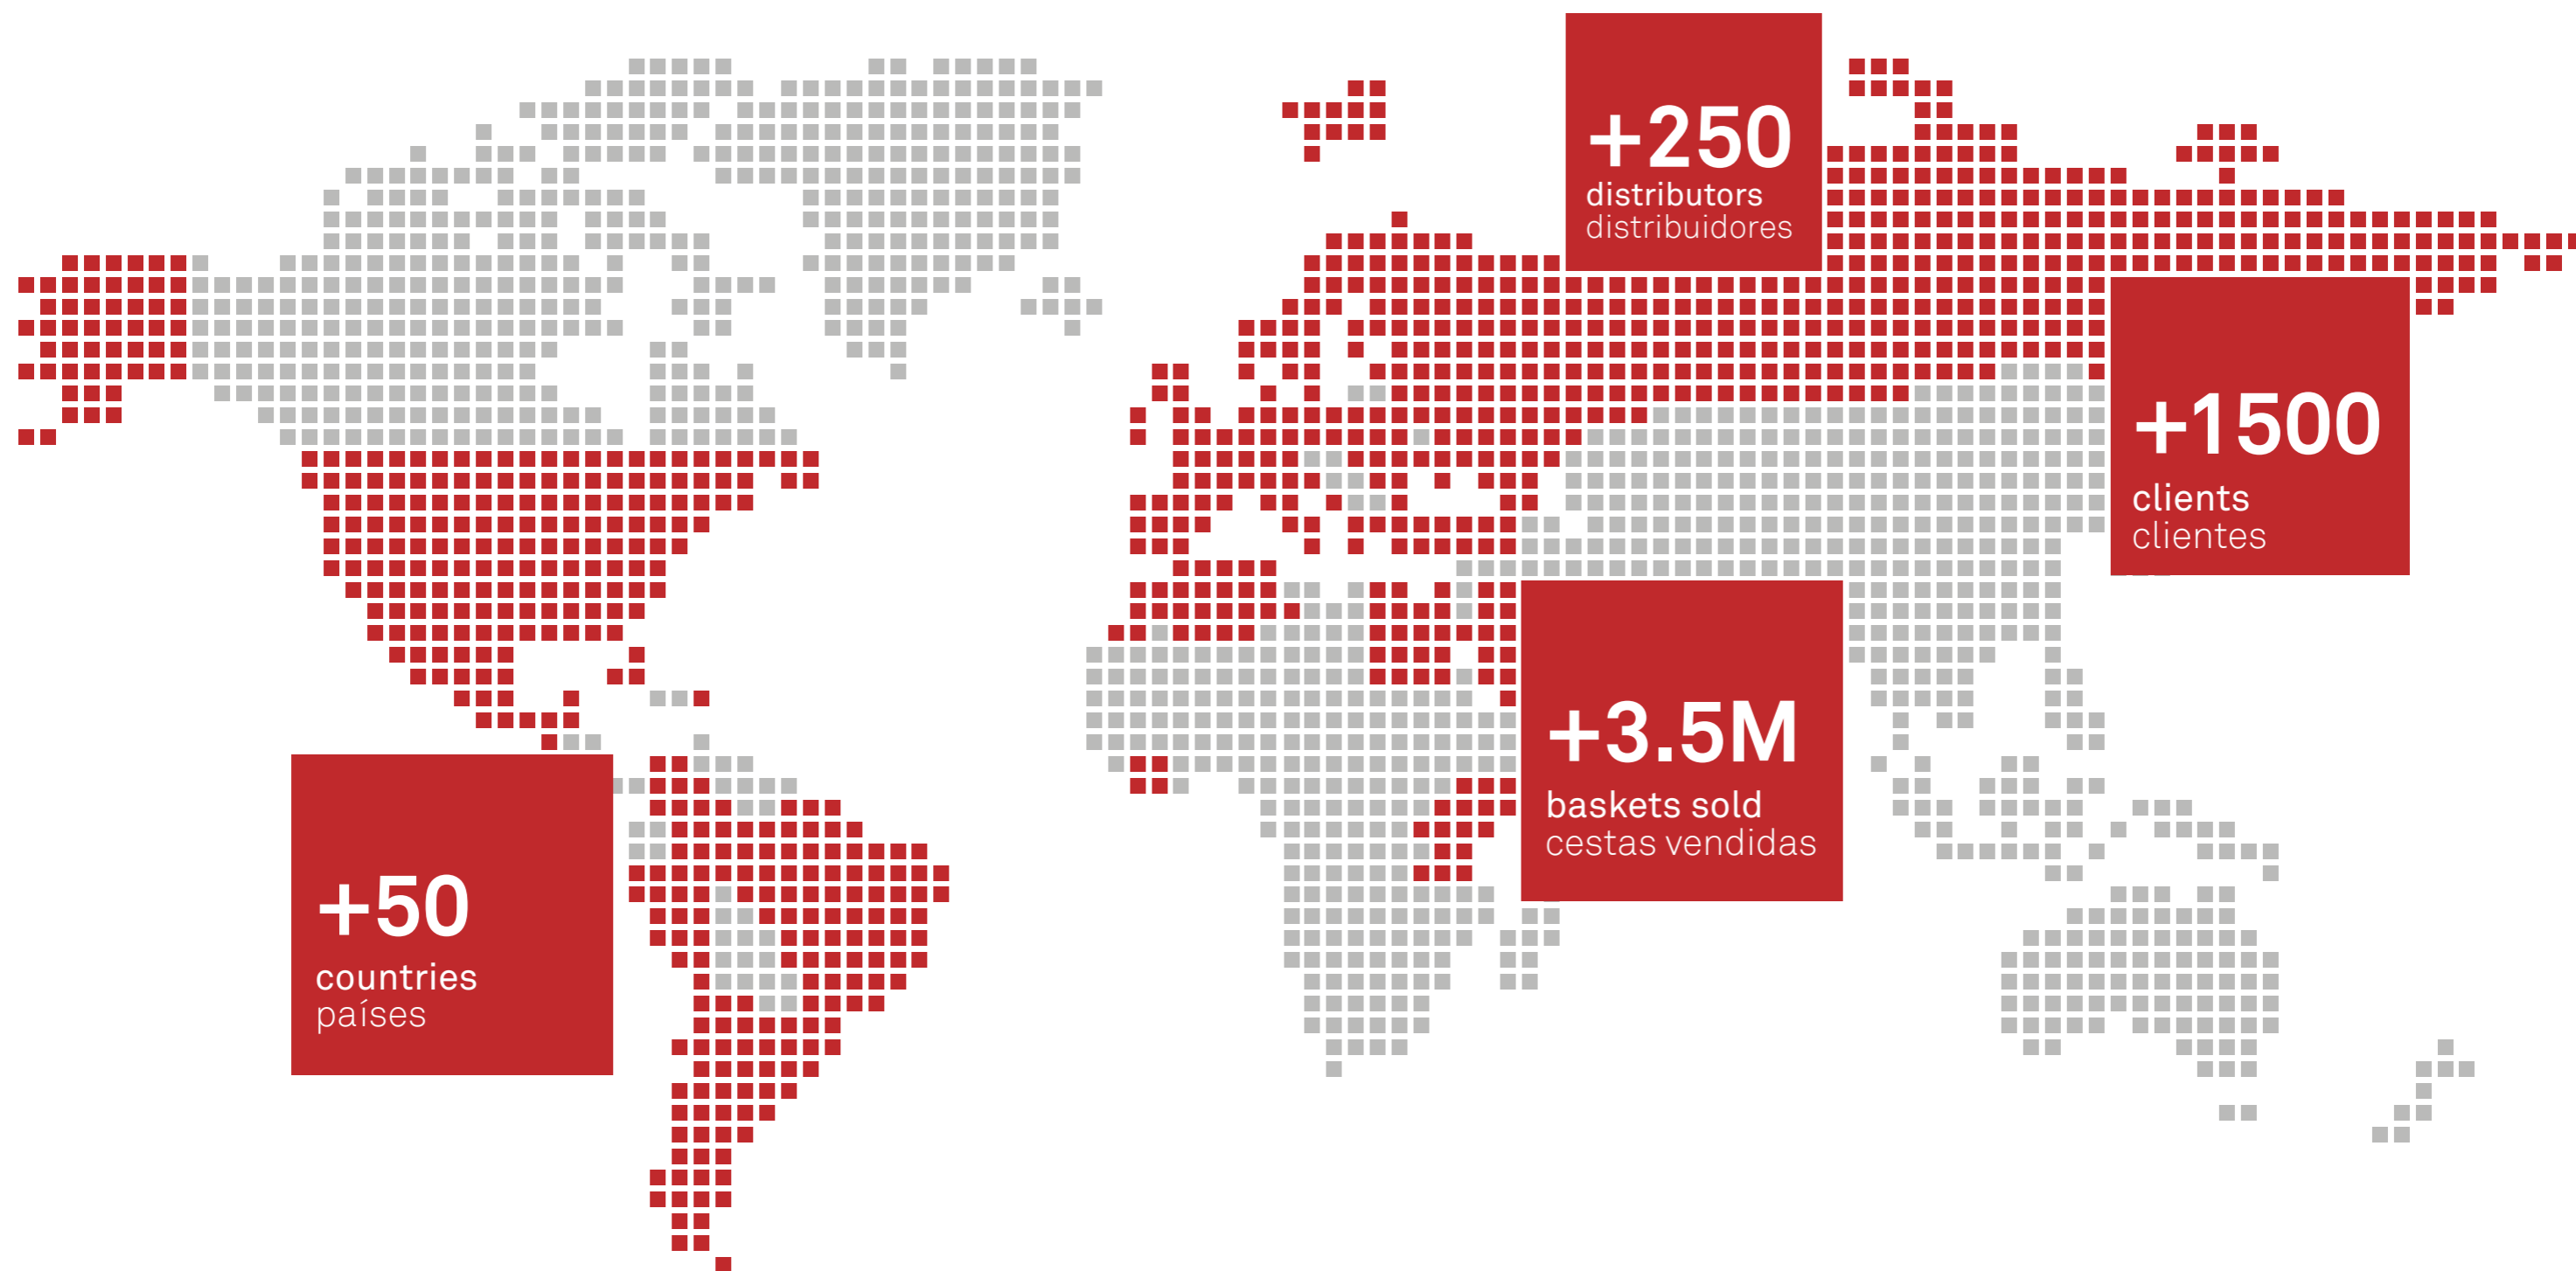 +250
distributors
distribuidores
+1500
clients
clientes
+3.5M
baskets sold
cestas vendidas
+50
countries
países